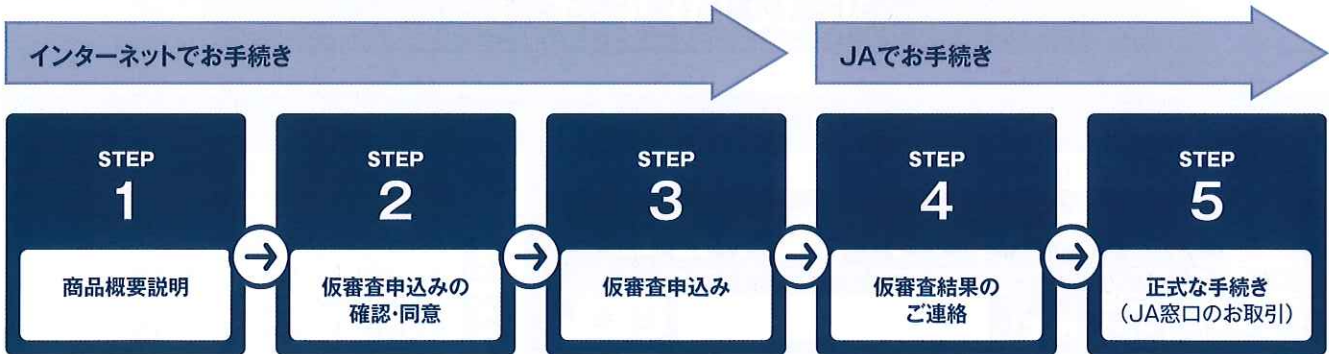 インターネットでお手続き
JAでお手続き
STEP
1
商品概要説明
STEP
2
仮審査申込みの
確認・同意
STEP
3
仮審査申込み
STEP
4
仮審査結果の
ご連絡
STEP
5
正式な手続き
(JA窓口のお取引)